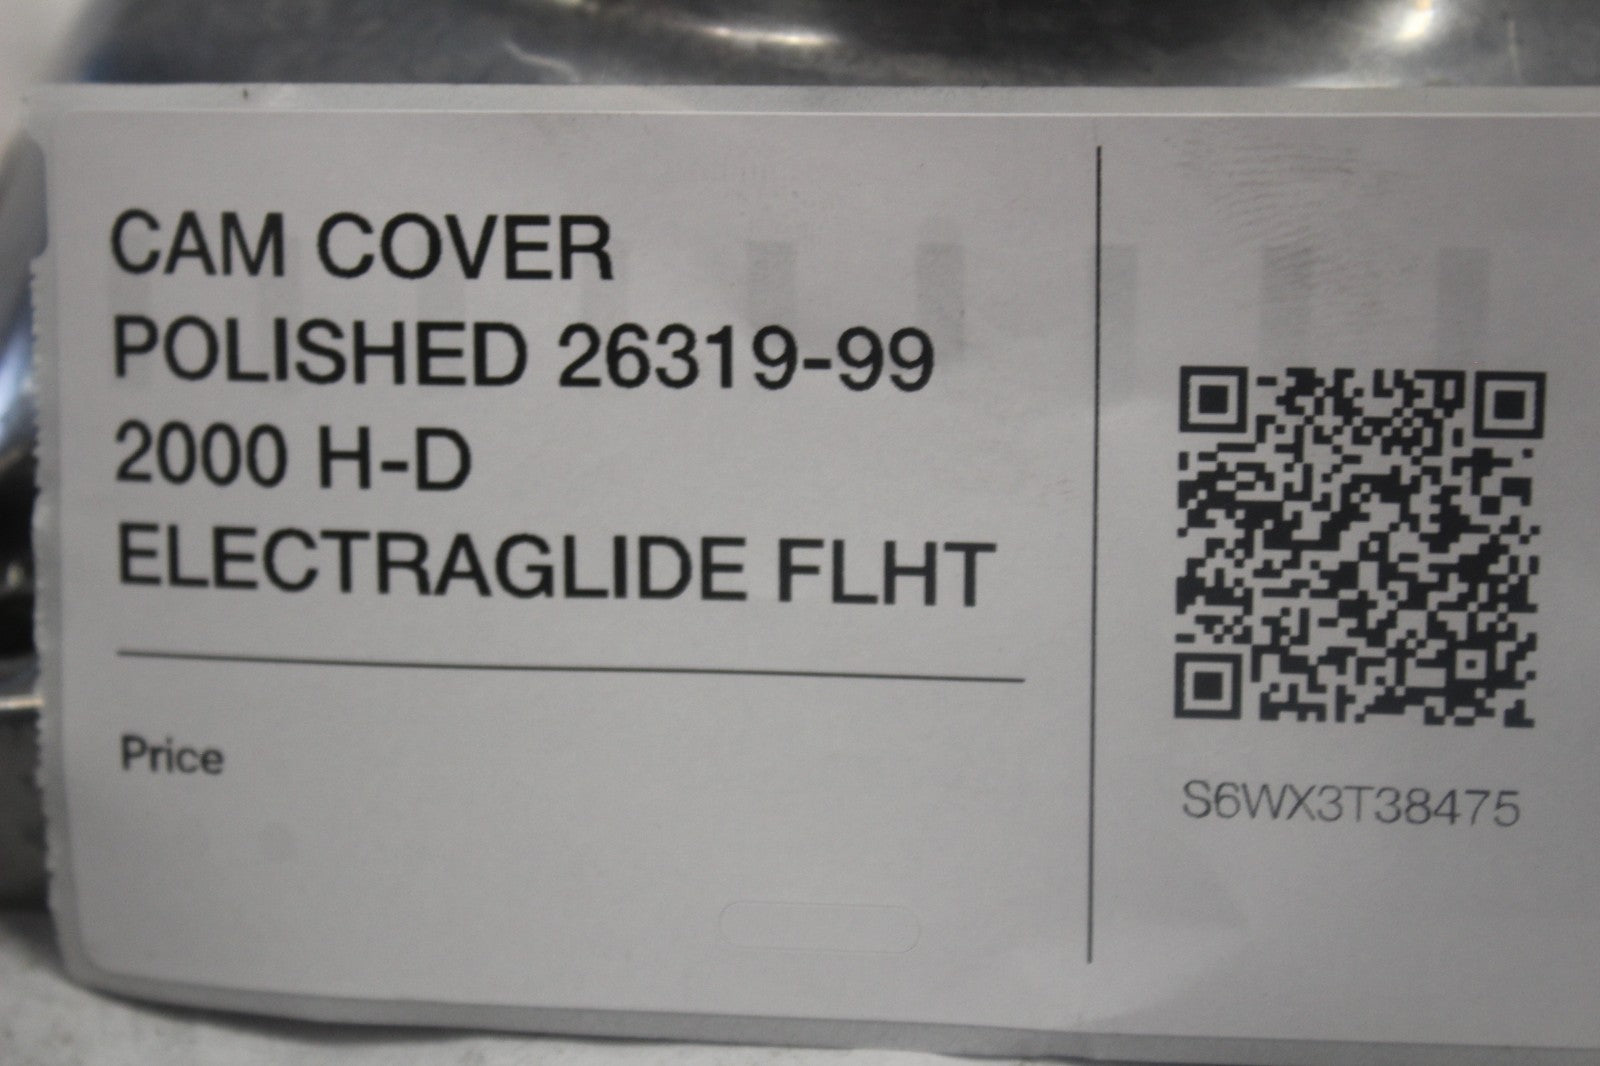 CAM COVER
POLISHED 26319-99
2000 H-D
ELECTRAGLIDE FLHT
Price
S6WX3T38475